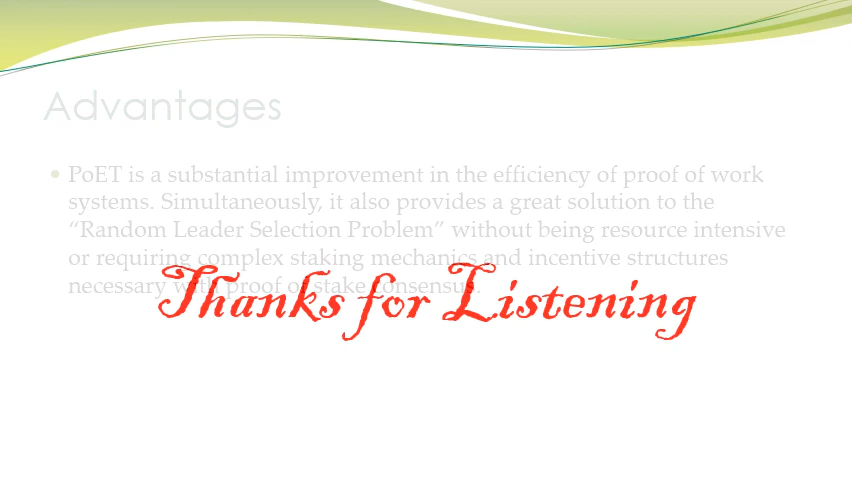 Advantages
PoET is a substantial improvement in the efficiency of proof of work
systems. Simultaneously, it also provides a great solution to the
“Random Leader Selection Problem” without being resource intensive
or requiring complex staking mechanics and incentive structures
necessary with proof of stake consensus.
Thanks for Listening